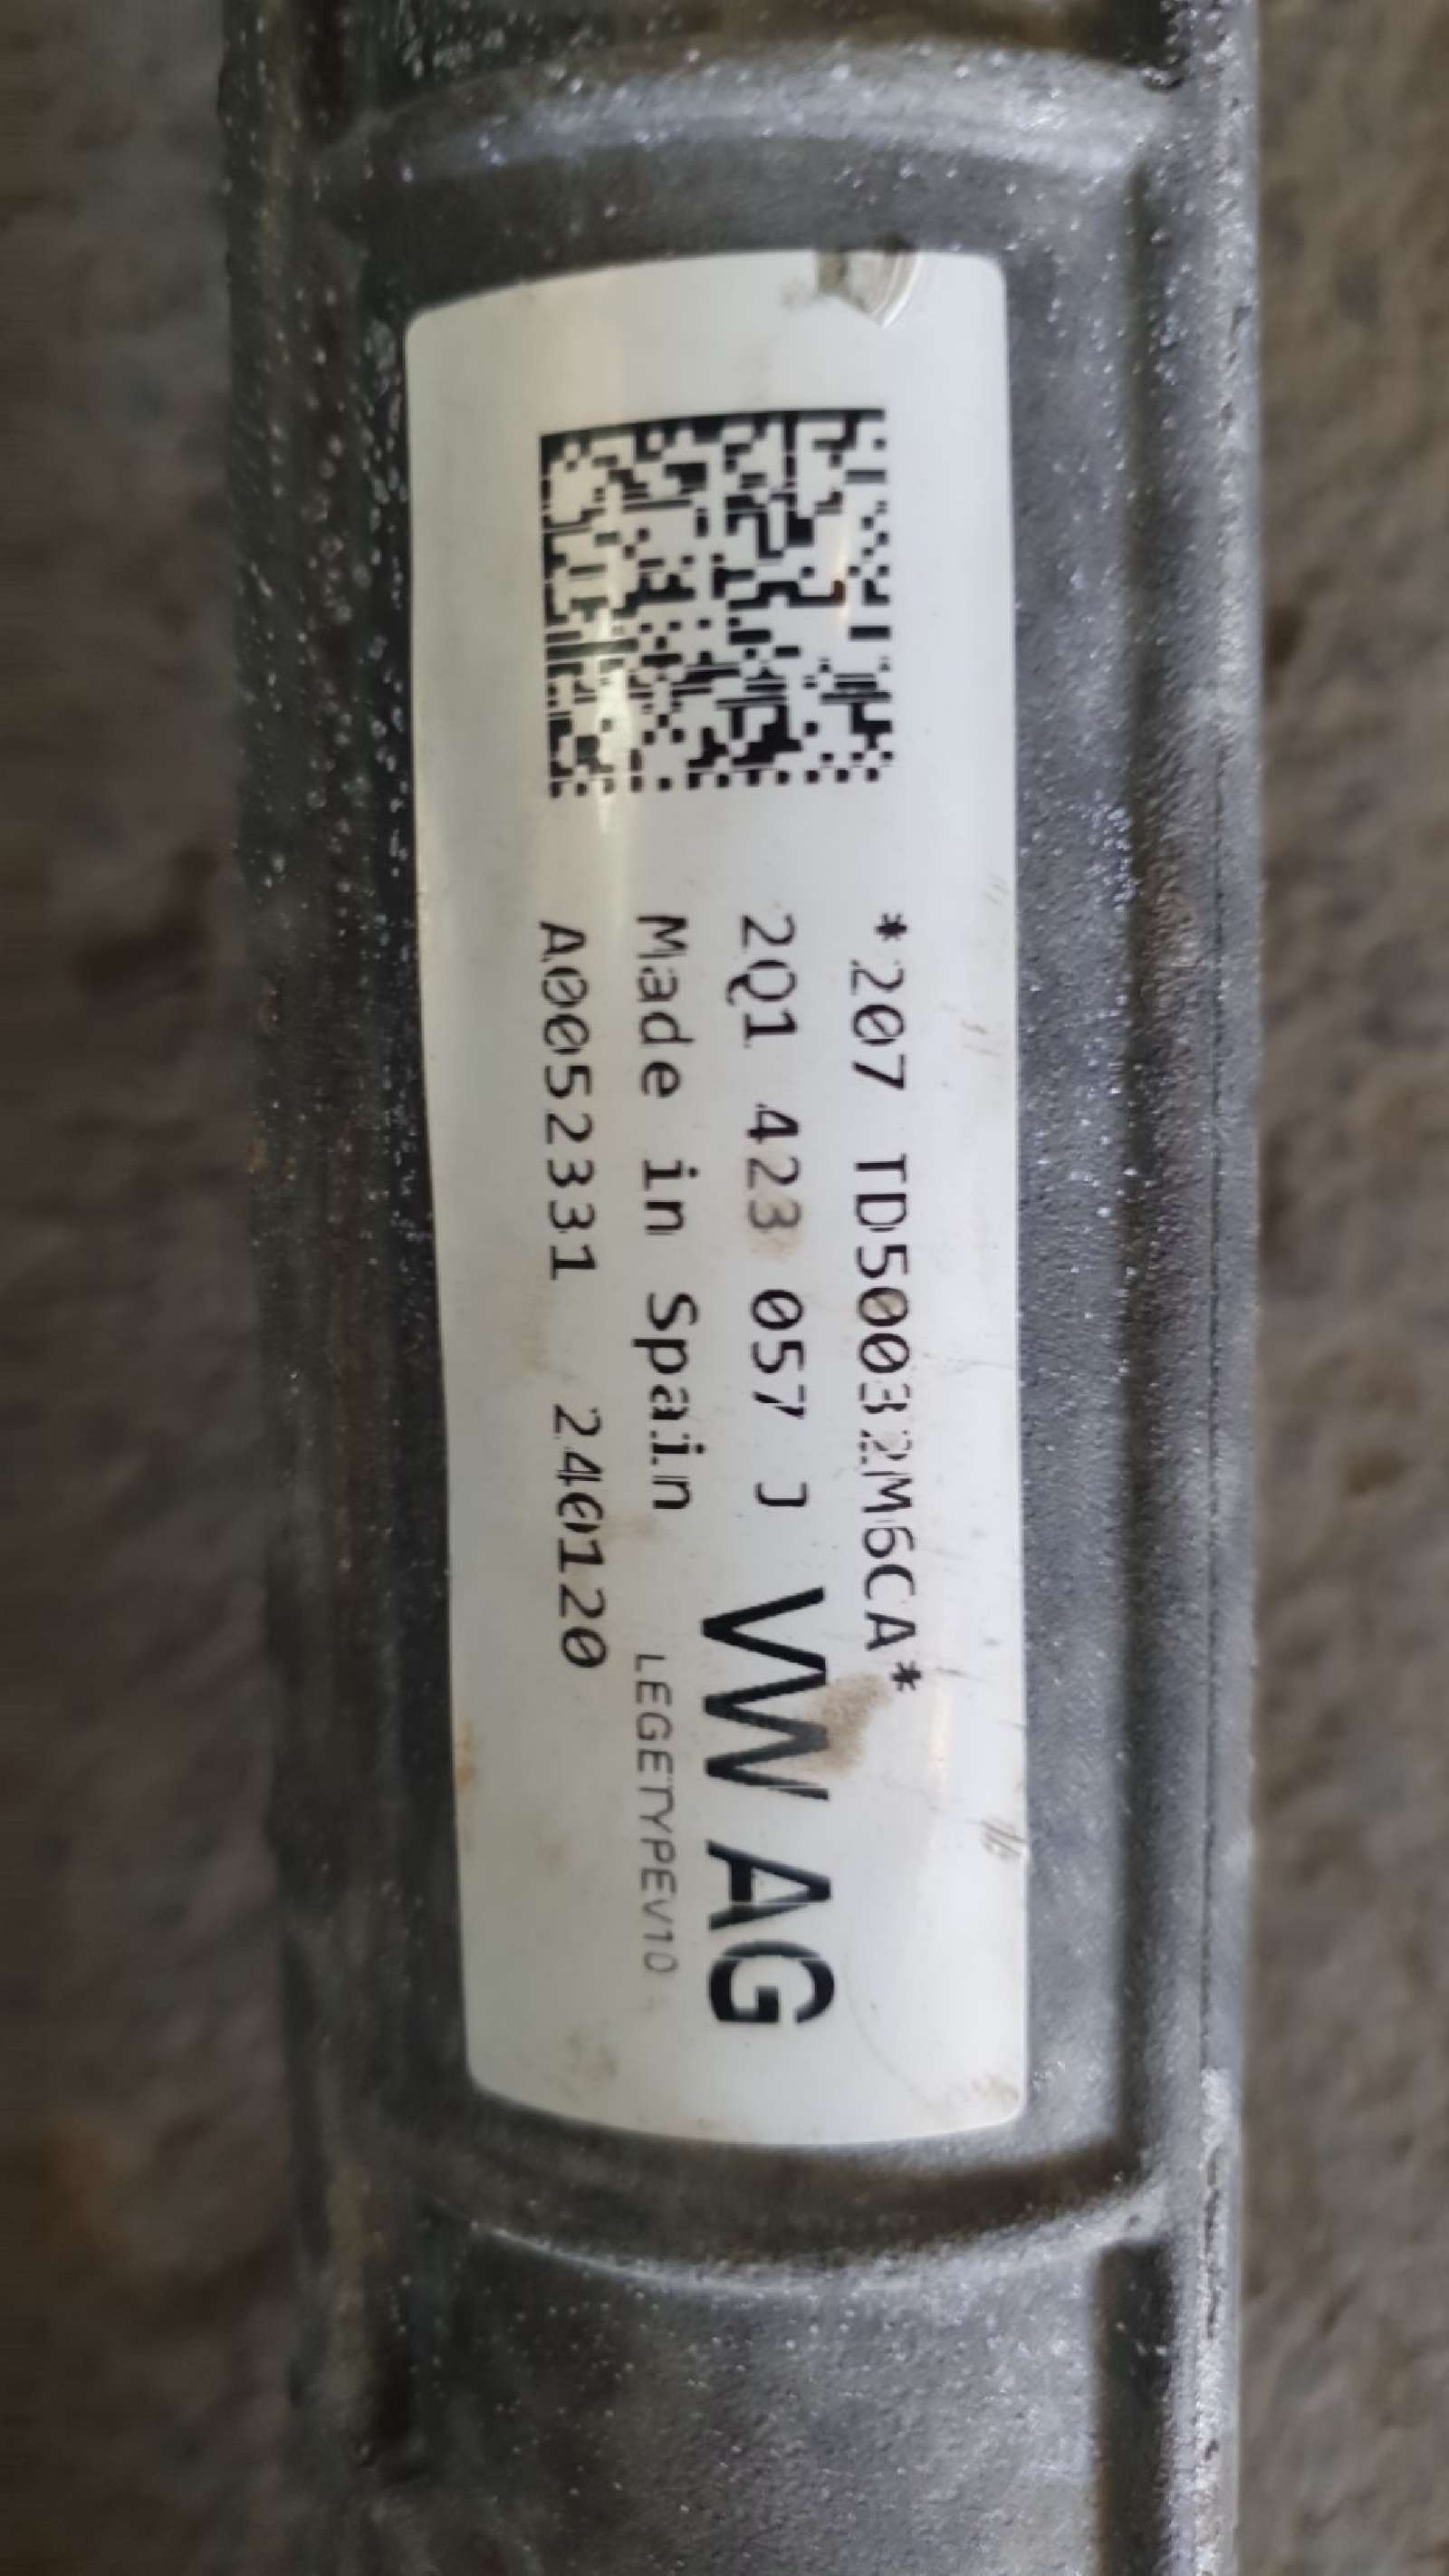 *207 TD50032M6CA*
2Q1 423 057 J VW AG
Made in Spain LEGETYPEV10
A0052331 240120